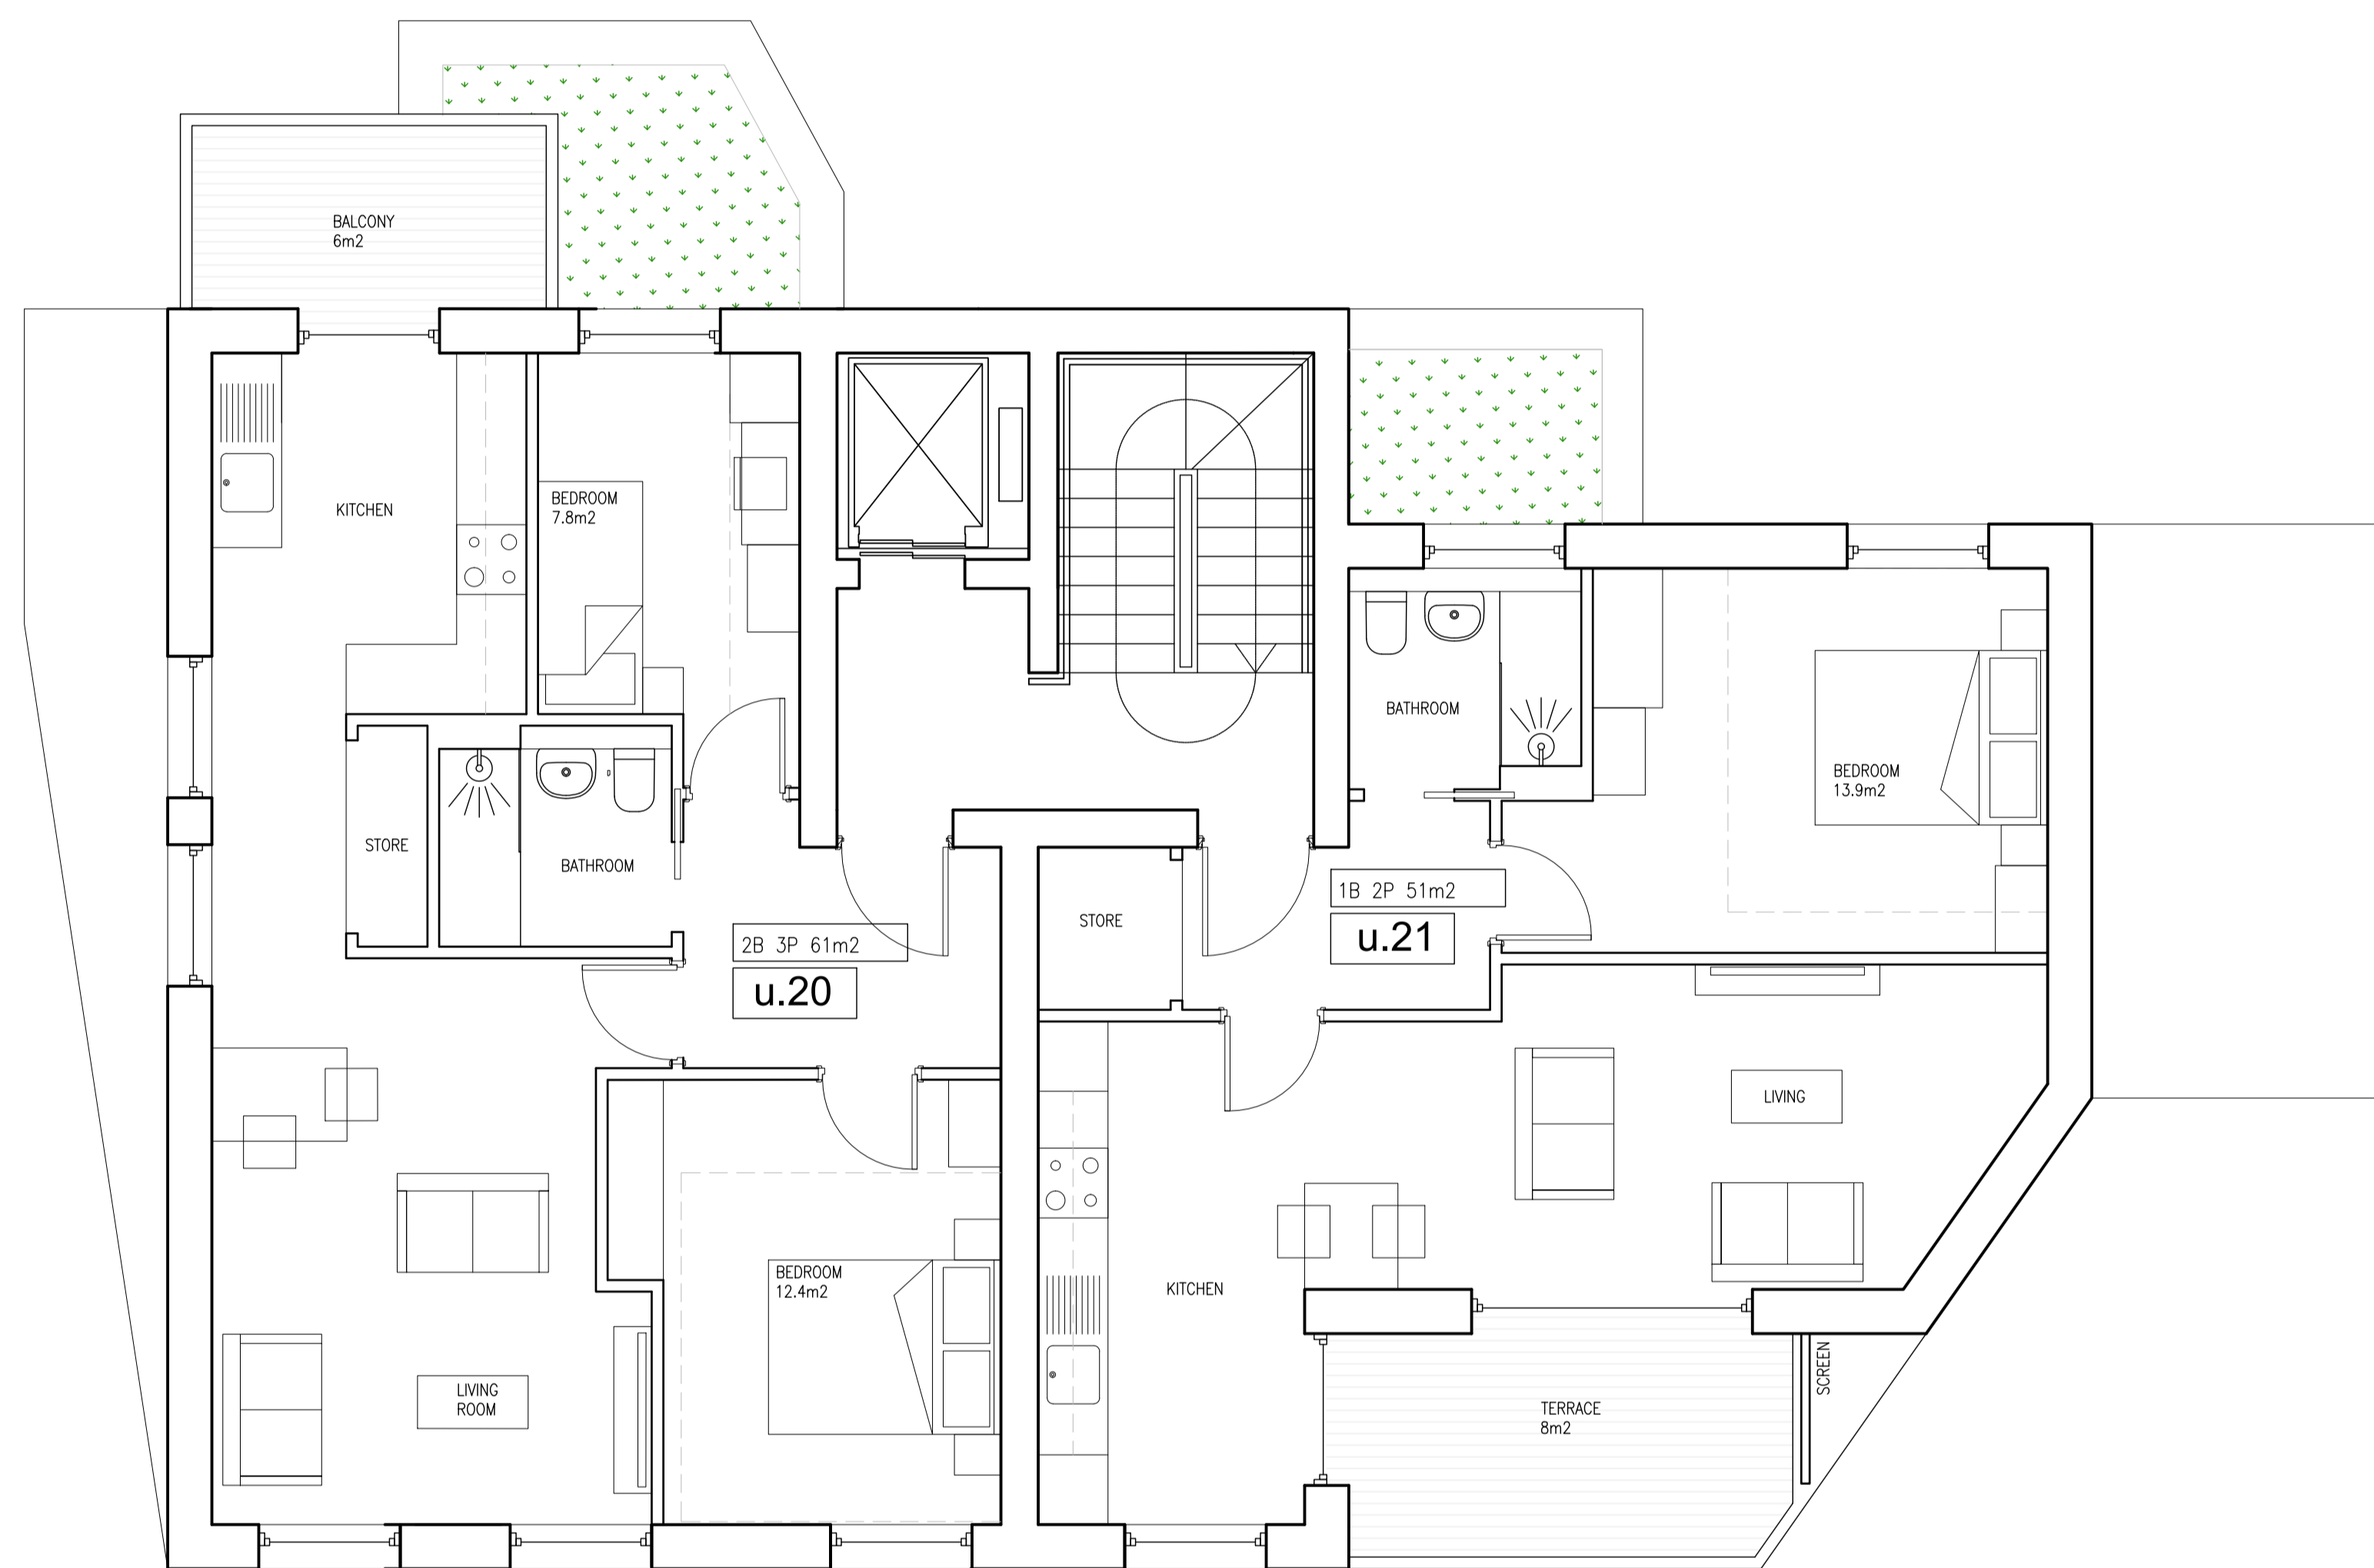 BALCONY
6m2
KITCHEN
BEDROOM
7.8m2
STORE
BATHROOM
2B 3P 61m2
u.20
LIVING
ROOM
BEDROOM
12.4m2
BATHROOM
BEDROOM
13.9m2
1B 2P 51m2
u.21
STORE
LIVING
KITCHEN
TERRACE
8m2
SCREEN